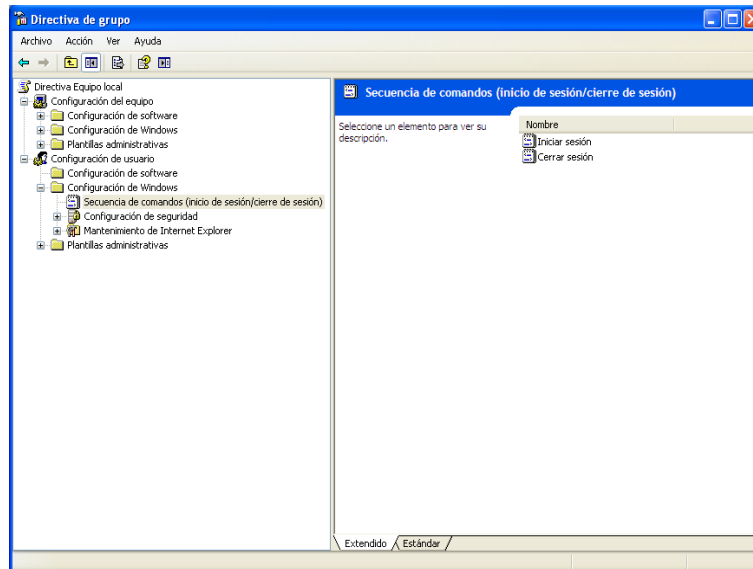 Directiva de grupo
Archivo Acción Ver Ayuda
Directiva Equipo local
Configuración del equipo
Configuración de software
Configuración de Windows
Plantillas administrativas
Configuración de usuario
Configuración de software
Configuración de Windows
Secuencia de comandos (inicio de sesión/cierre de sesión)
Configuración de seguridad
Mantenimiento de Internet Explorer
Plantillas administrativas
Secuencia de comandos (inicio de sesión/cierre de sesión)
Seleccione un elemento para ver su
descripción.
Nombre
Iniciar sesión
Cerrar sesión
Extendido Estándar